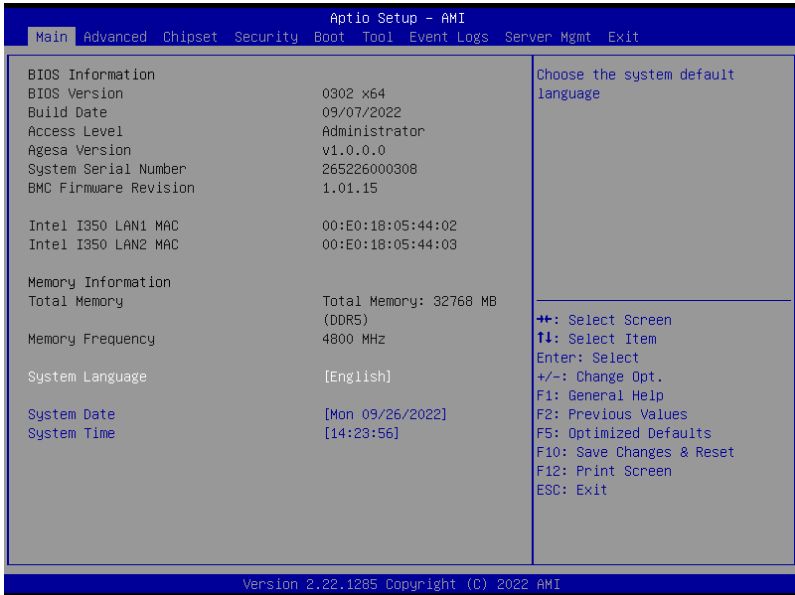 Aptio Setup - AMI
Main Advanced Chipset Security Boot Tool Event Logs Server Mgmt Exit
BIOS Information
BIOS Version 0302 x64
Build Date 09/07/2022
Access Level Administrator
Agesa Version v1.0.0.0
System Serial Number 265226000308
BMC Firmware Revision 1.01.15
Intel I350 LAN1 MAC 00:E0:18:05:44:02
Intel I350 LAN2 MAC 00:E0:18:05:44:03
Memory Information
Total Memory Total Memory: 32768 MB
(DDR5)
Memory Frequency 4800 MHz
System Language [English]
System Date [Mon 09/26/2022]
System Time [14:23:56]
Choose the system default
language
→←: Select Screen
↑↓: Select Item
Enter: Select
+/-: Change Opt.
F1: General Help
F2: Previous Values
F5: Optimized Defaults
F10: Save Changes & Reset
F12: Print Screen
ESC: Exit
Version 2.22.1285 Copyright (C) 2022 AMI